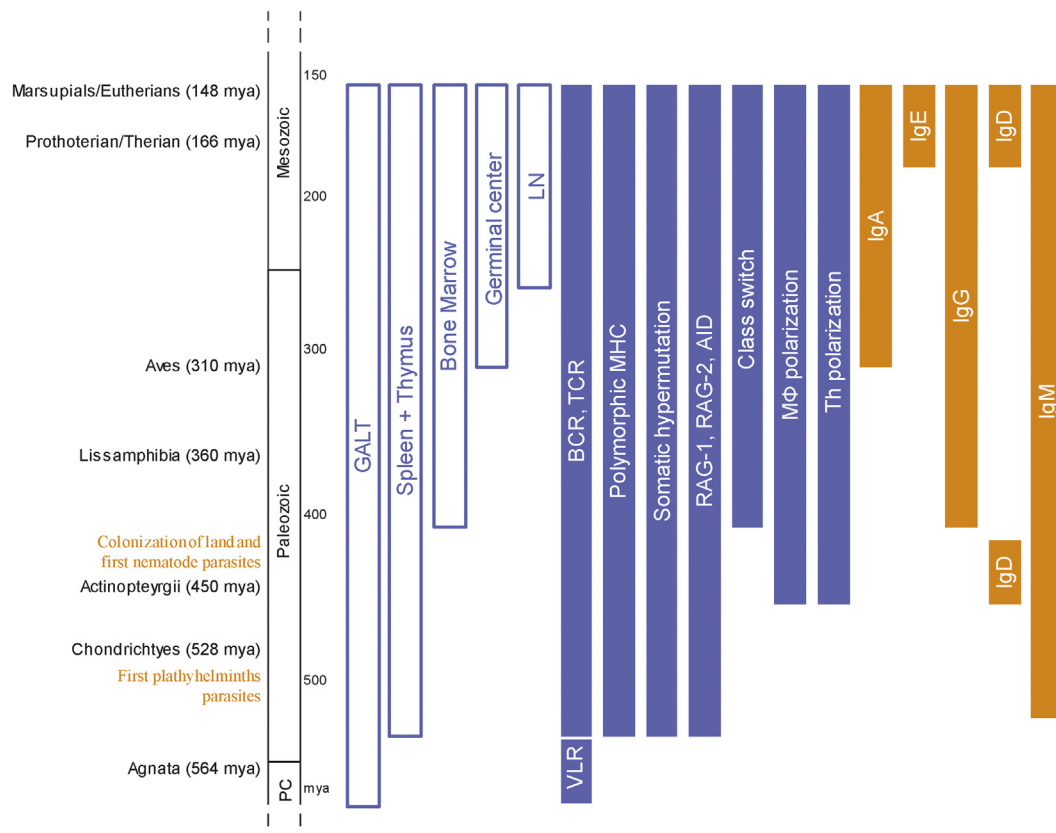 Marsupials/Eutherians (148 mya)
Prothoterian/Therian (166 mya)
Aves (310 mya)
Lissamphibia (360 mya)
Colonization of land and
first nematode parasites
Actinopteyrgii (450 mya)
Chondrichtyes (528 mya)
First plathyhelminths
parasites
Agnata (564 mya)
Mesozoic
Paleozoic
PC
150
200
300
400
500
mya
GALT
Spleen + Thymus
Bone Marrow
Germinal center
LN
BCR, TCR
VLR
Polymorphic MHC
Somatic hypermutation
RAG-1, RAG-2, AID
Class switch
MΦ polarization
Th polarization
IgA
IgE
IgG
IgD
IgD
IgM